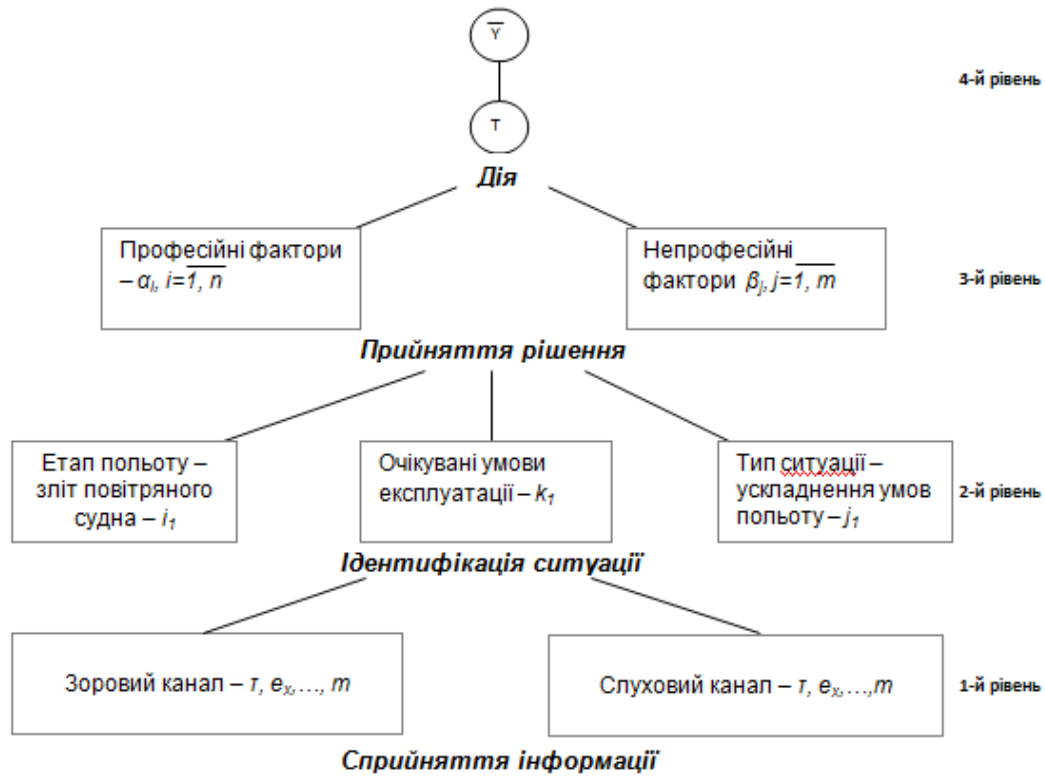 Y̅
4-й рівень
T
Дія
Професійні фактори
– αᵢ, i=1, n
Непрофесійні
фактори βⱼ, j=1, m
3-й рівень
Прийняття рішення
Етап польоту –
зліт повітряного
судна – i₁
Очікувані умови
експлуатації – k₁
Тип ситуації –
ускладнення умов
польоту – j₁
2-й рівень
Ідентифікація ситуації
Зоровий канал – τ, eₓ,…, m
Слуховий канал – τ, eₓ,…,m
1-й рівень
Сприйняття інформації